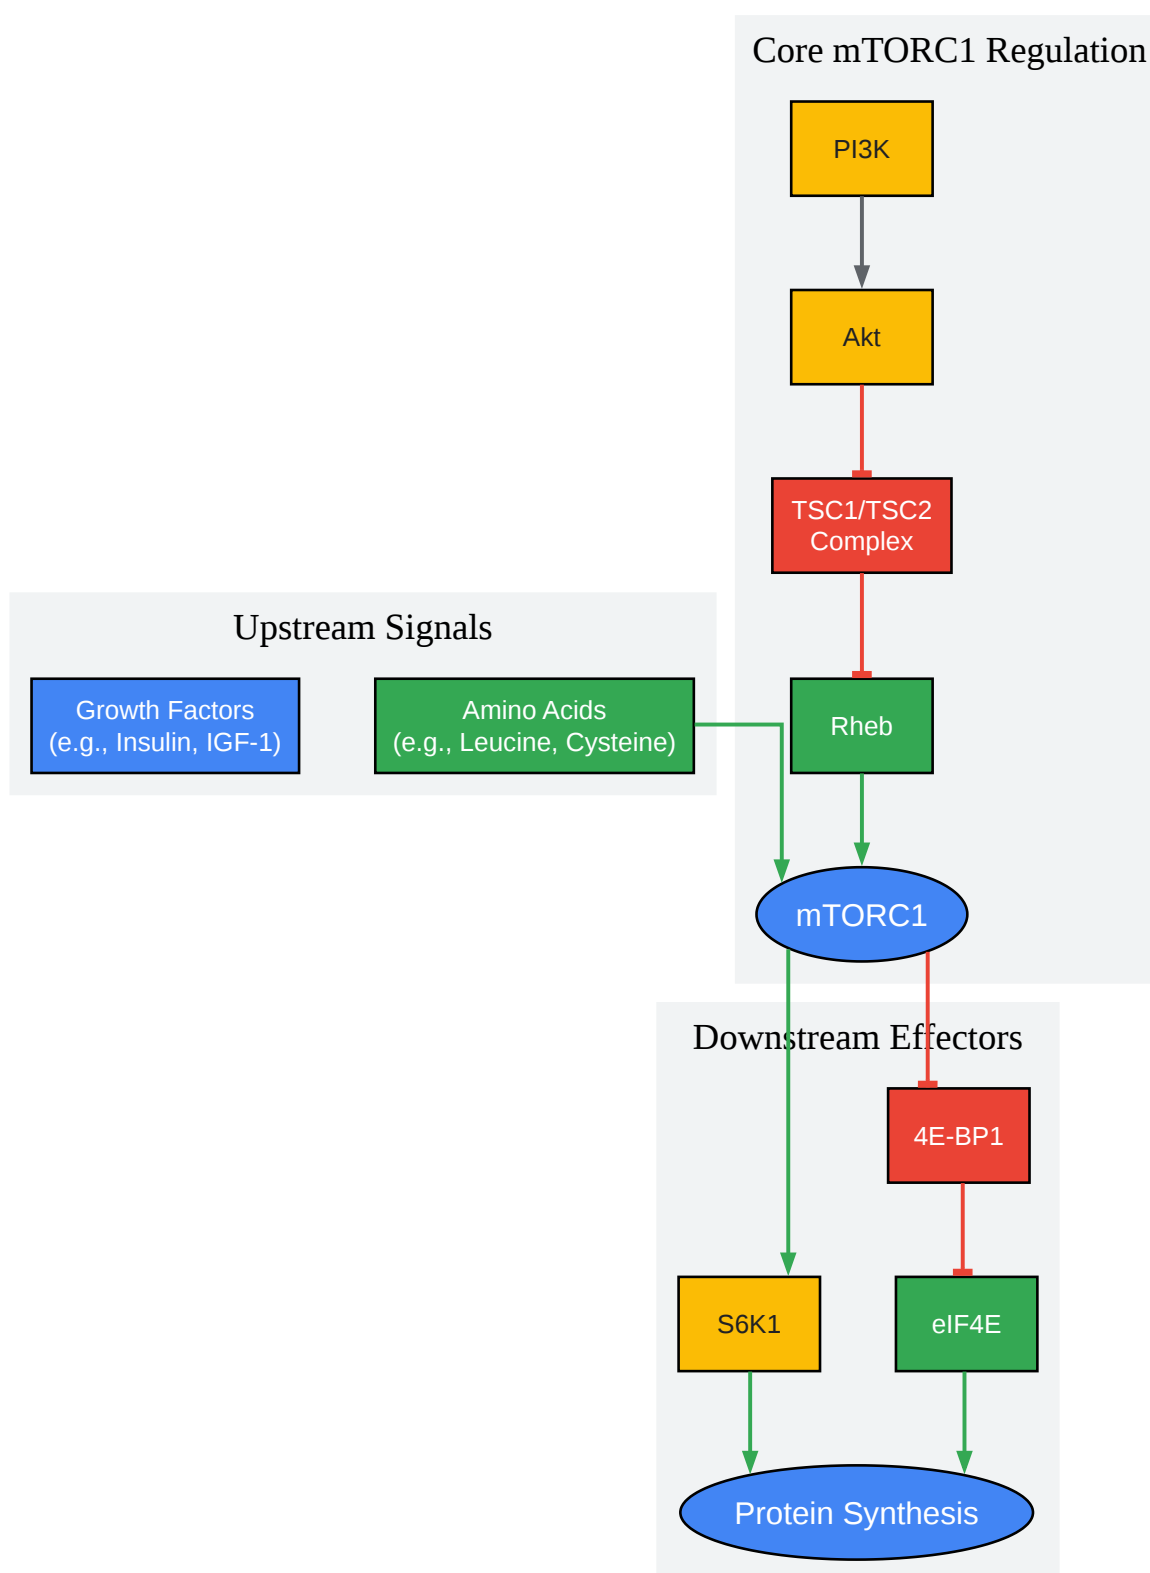 Core mTORC1 Regulation
PI3K
Akt
TSC1/TSC2
Complex
Upstream Signals
Growth Factors
(e.g., Insulin, IGF-1)
Amino Acids
(e.g., Leucine, Cysteine)
Rheb
mTORC1
Downstream Effectors
4E-BP1
S6K1
eIF4E
Protein Synthesis